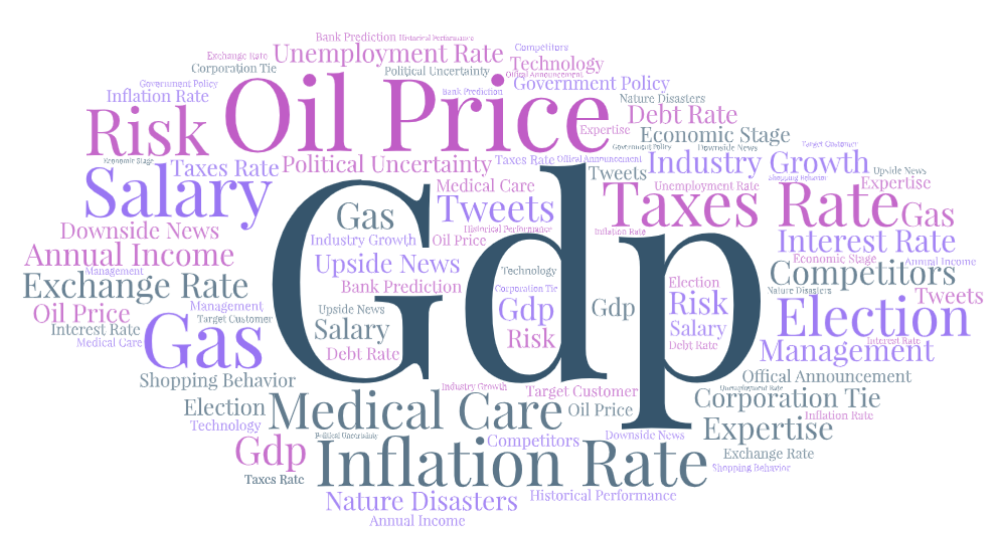 Bank Prediction
Historical Performance
Competitors
Exchange Rate
Unemployment Rate
Technology
Corporation Tie
Political Uncertainty
Offical Announcement
Government Policy
Government Policy
Inflation Rate
Oil Price
Bank Prediction
Nature Disasters
Risk
Debt Rate
Expertise
Economic Stage
Government Policy
Downside News
Target Customer
Economic Stage
Taxes Rate
Political Uncertainty
Taxes Rate
Offical Announcement
Industry Growth
Salary
Tweets
Upside News
Shopping Behavior
Medical Care
Unemployment Rate
Expertise
Gdp
Gas
Tweets
Taxes Rate
Gas
Downside News
Historical Performance
Inflation Rate
Industry Growth
Oil Price
Interest Rate
Annual Income
Upside News
Economic Stage
Annual Income
Management
Technology
Competitors
Exchange Rate
Bank Prediction
Corporation Tie
Election
Nature Disasters
Tweets
Oil Price
Management
Upside News
Gdp
Gdp
Risk
Election
Target Customer
Interest Rate
Salary
Salary
Medical Care
Gas
Risk
Debt Rate
Interest Rate
Debt Rate
Management
Shopping Behavior
Offical Announcement
Industry Growth
Target Customer
Unemployment Rate
Corporation Tie
Election
Medical Care
Oil Price
Inflation Rate
Technology
Expertise
Political Uncertainty
Competitors
Downside News
Gdp
Inflation Rate
Exchange Rate
Shopping Behavior
Taxes Rate
Nature Disasters
Historical Performance
Annual Income